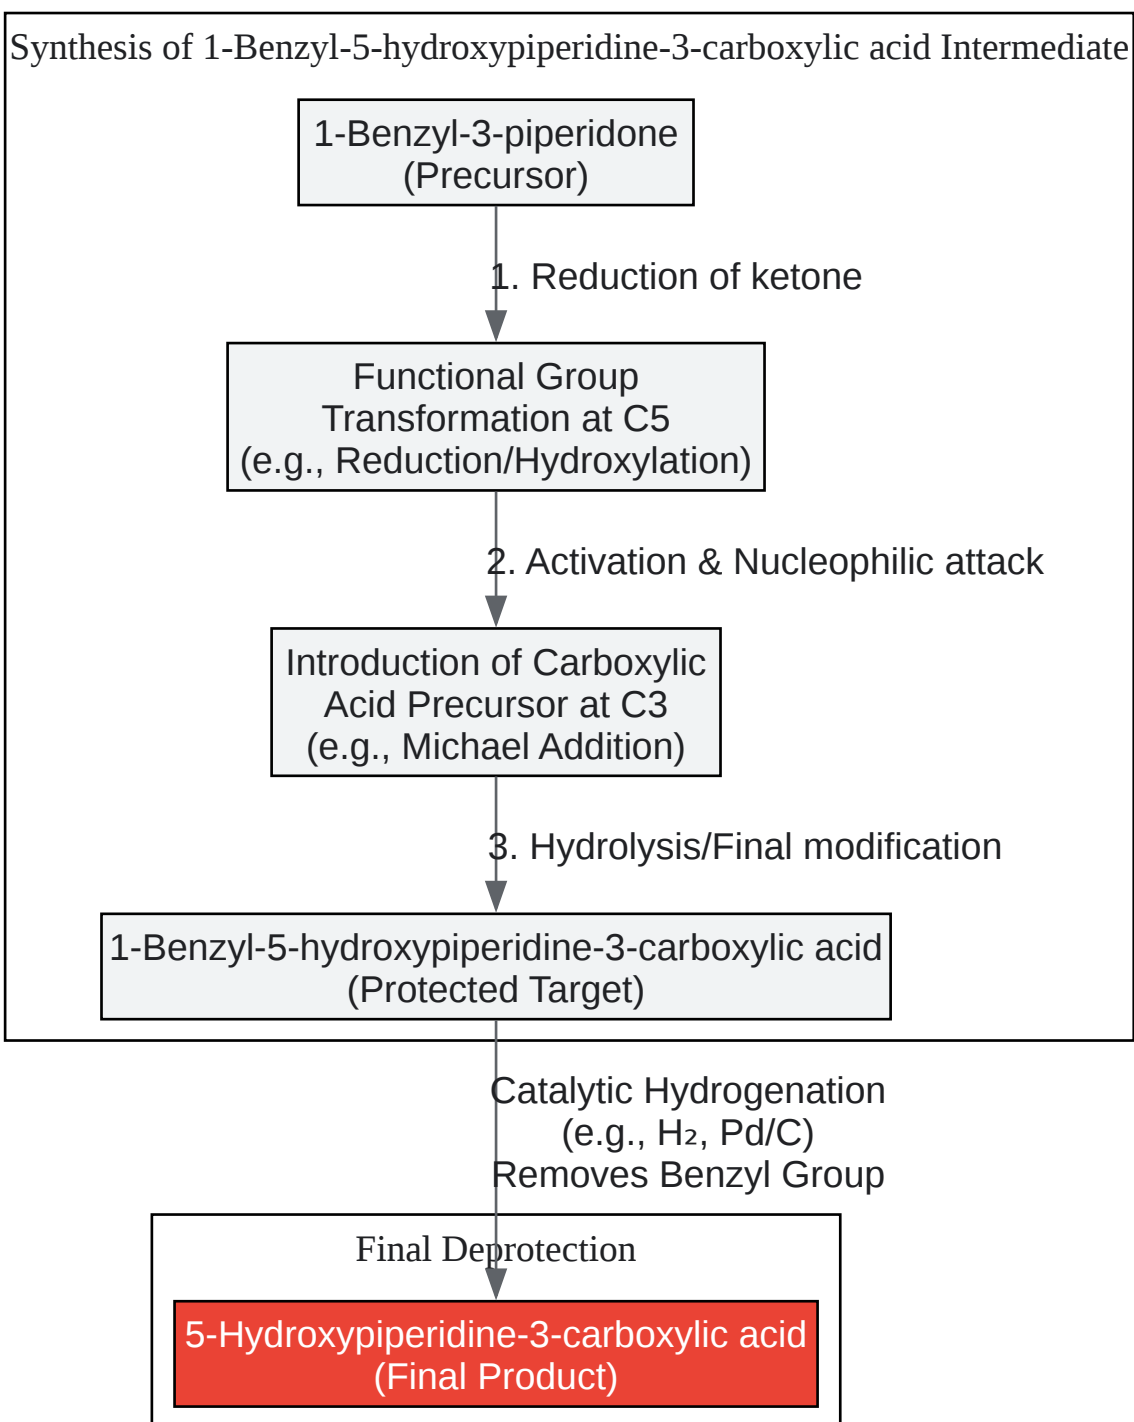 Synthesis of 1-Benzyl-5-hydroxypiperidine-3-carboxylic acid Intermediate
1-Benzyl-3-piperidone
(Precursor)
1. Reduction of ketone
Functional Group
Transformation at C5
(e.g., Reduction/Hydroxylation)
2. Activation & Nucleophilic attack
Introduction of Carboxylic
Acid Precursor at C3
(e.g., Michael Addition)
3. Hydrolysis/Final modification
1-Benzyl-5-hydroxypiperidine-3-carboxylic acid
(Protected Target)
Catalytic Hydrogenation
(e.g., H₂, Pd/C)
Removes Benzyl Group
Final Deprotection
5-Hydroxypiperidine-3-carboxylic acid
(Final Product)